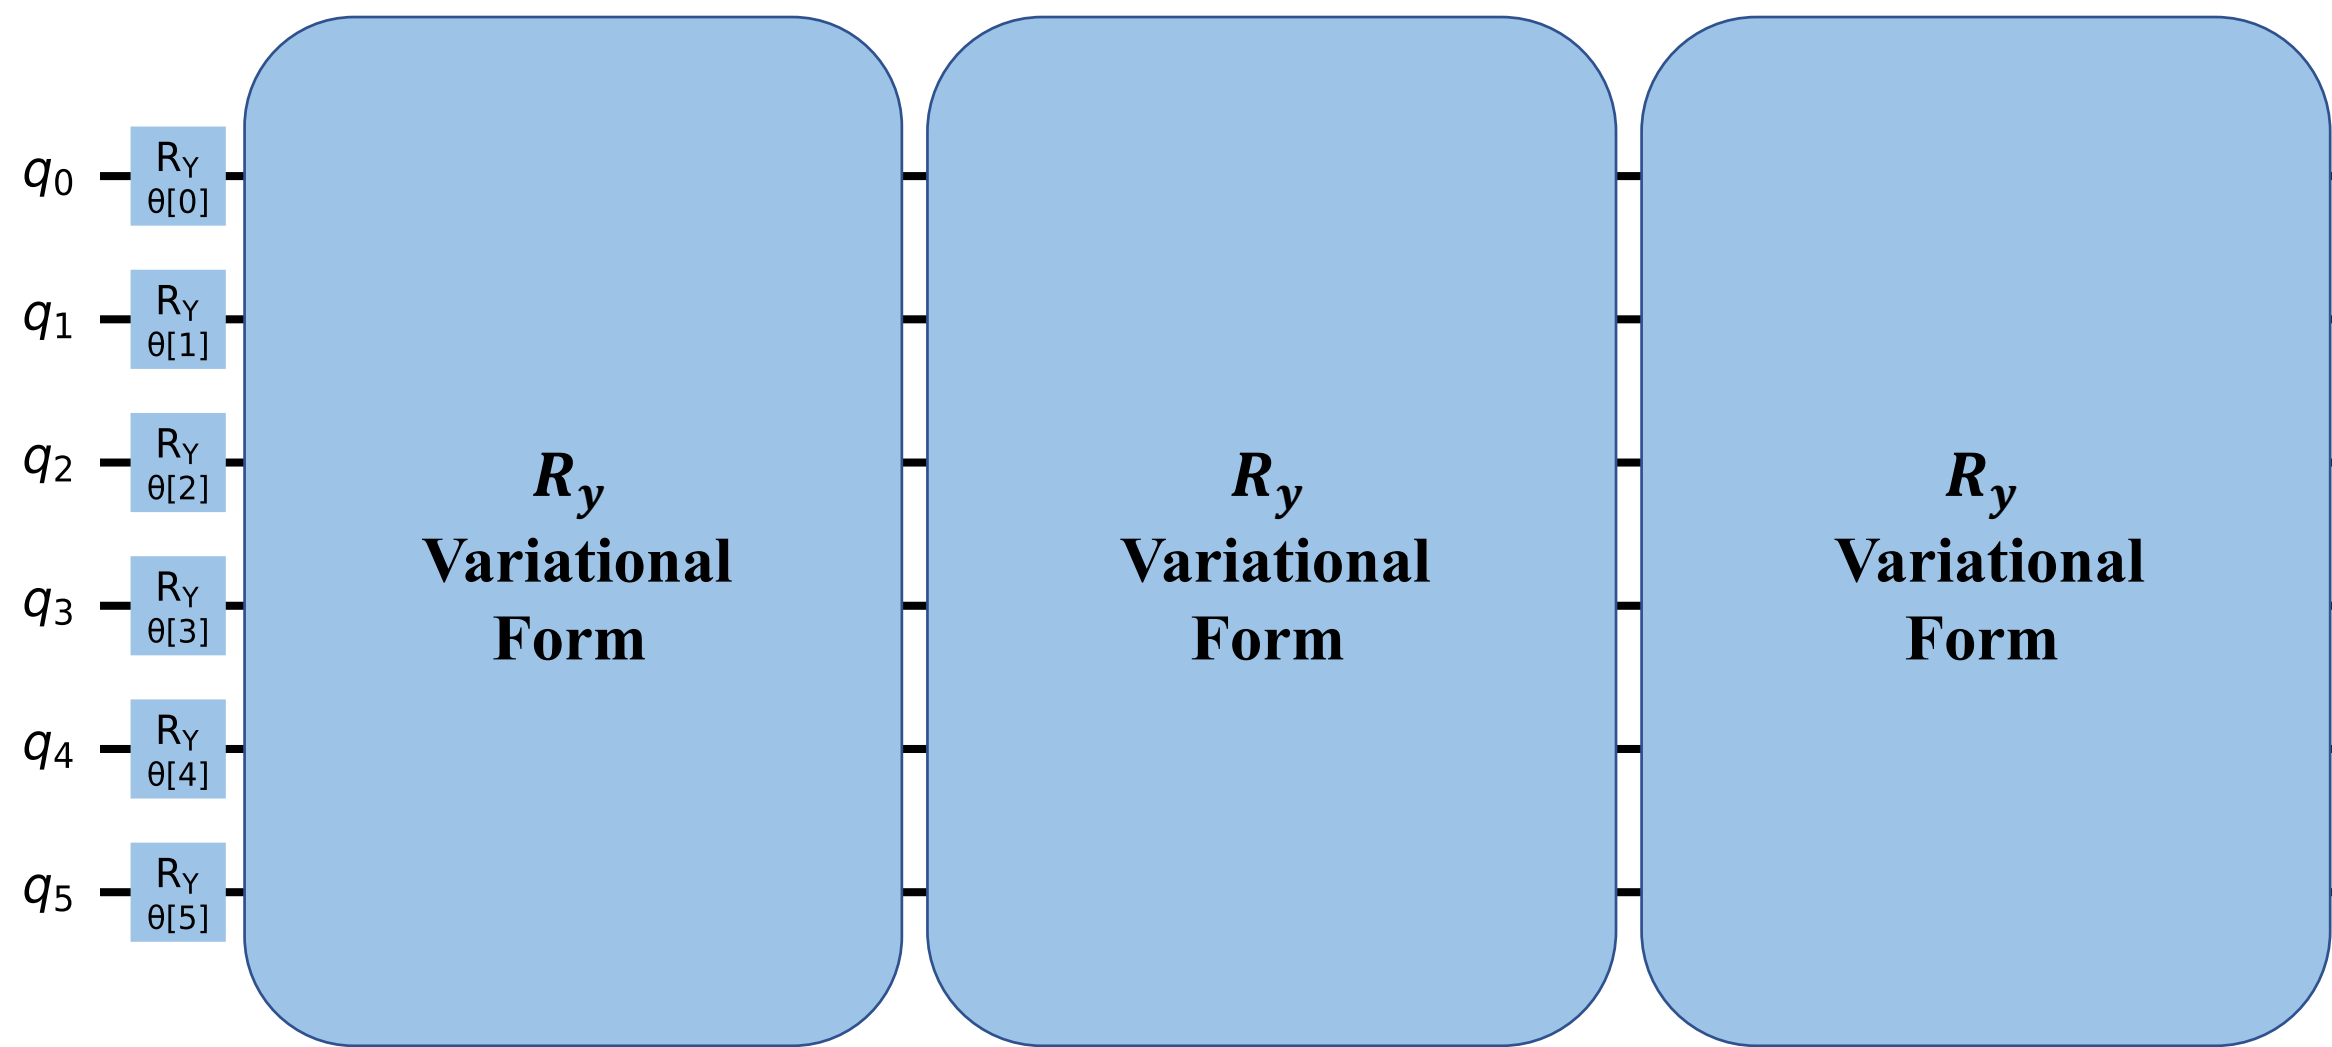 q0
RY
θ[0]
q1
RY
θ[1]
q2
RY
θ[2]
q3
RY
θ[3]
q4
RY
θ[4]
q5
RY
θ[5]
Ry
Variational
Form
Ry
Variational
Form
Ry
Variational
Form